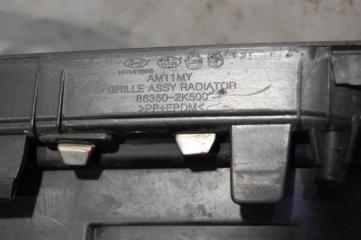 AM11MY
GRILLE ASSY RADIATOR
86350-2K500
>PP+EPDM<